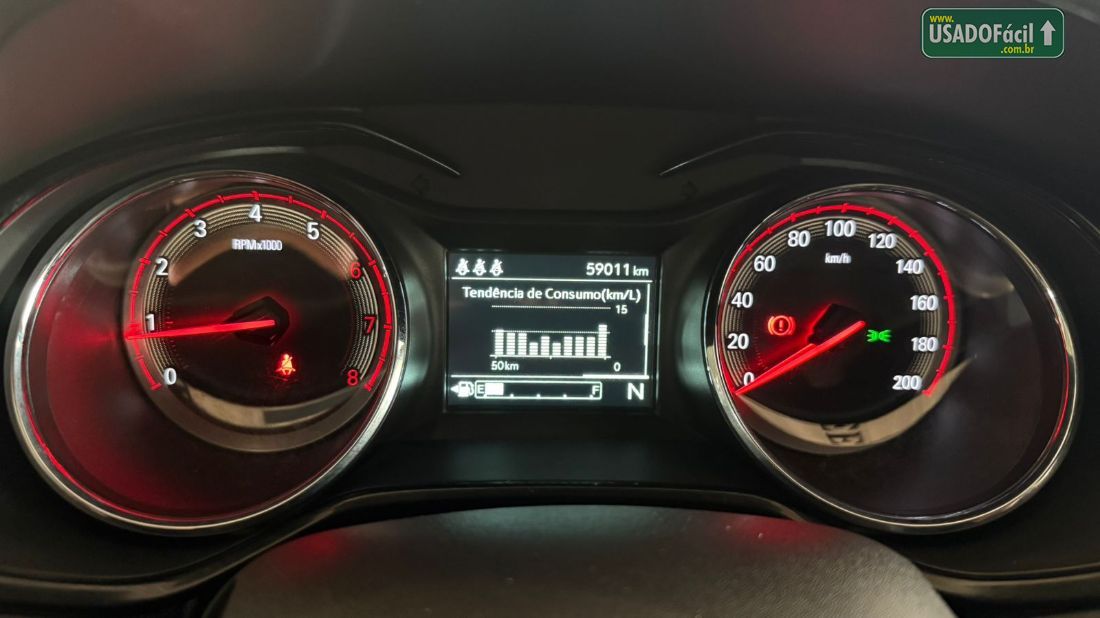 www.
USADOFácil
.com.br
0
1
2
3
4
5
6
7
8
RPMx1000
59011 km
Tendência de Consumo(km/L)
15
50km
0
E F
N
0
20
40
60
80
100
120
140
160
180
200
km/h